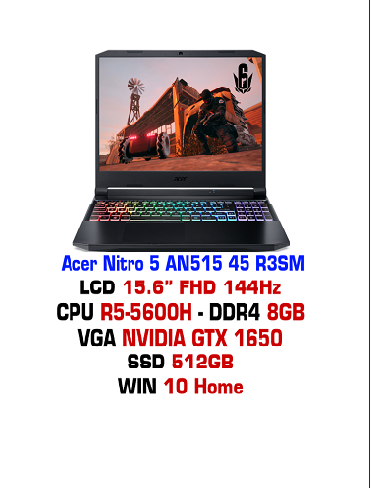 acer
Acer Nitro 5 AN515 45 R3SM
LCD 15.6” FHD 144Hz
CPU R5-5600H - DDR4 8GB
VGA NVIDIA GTX 1650
SSD 512GB
WIN 10 Home